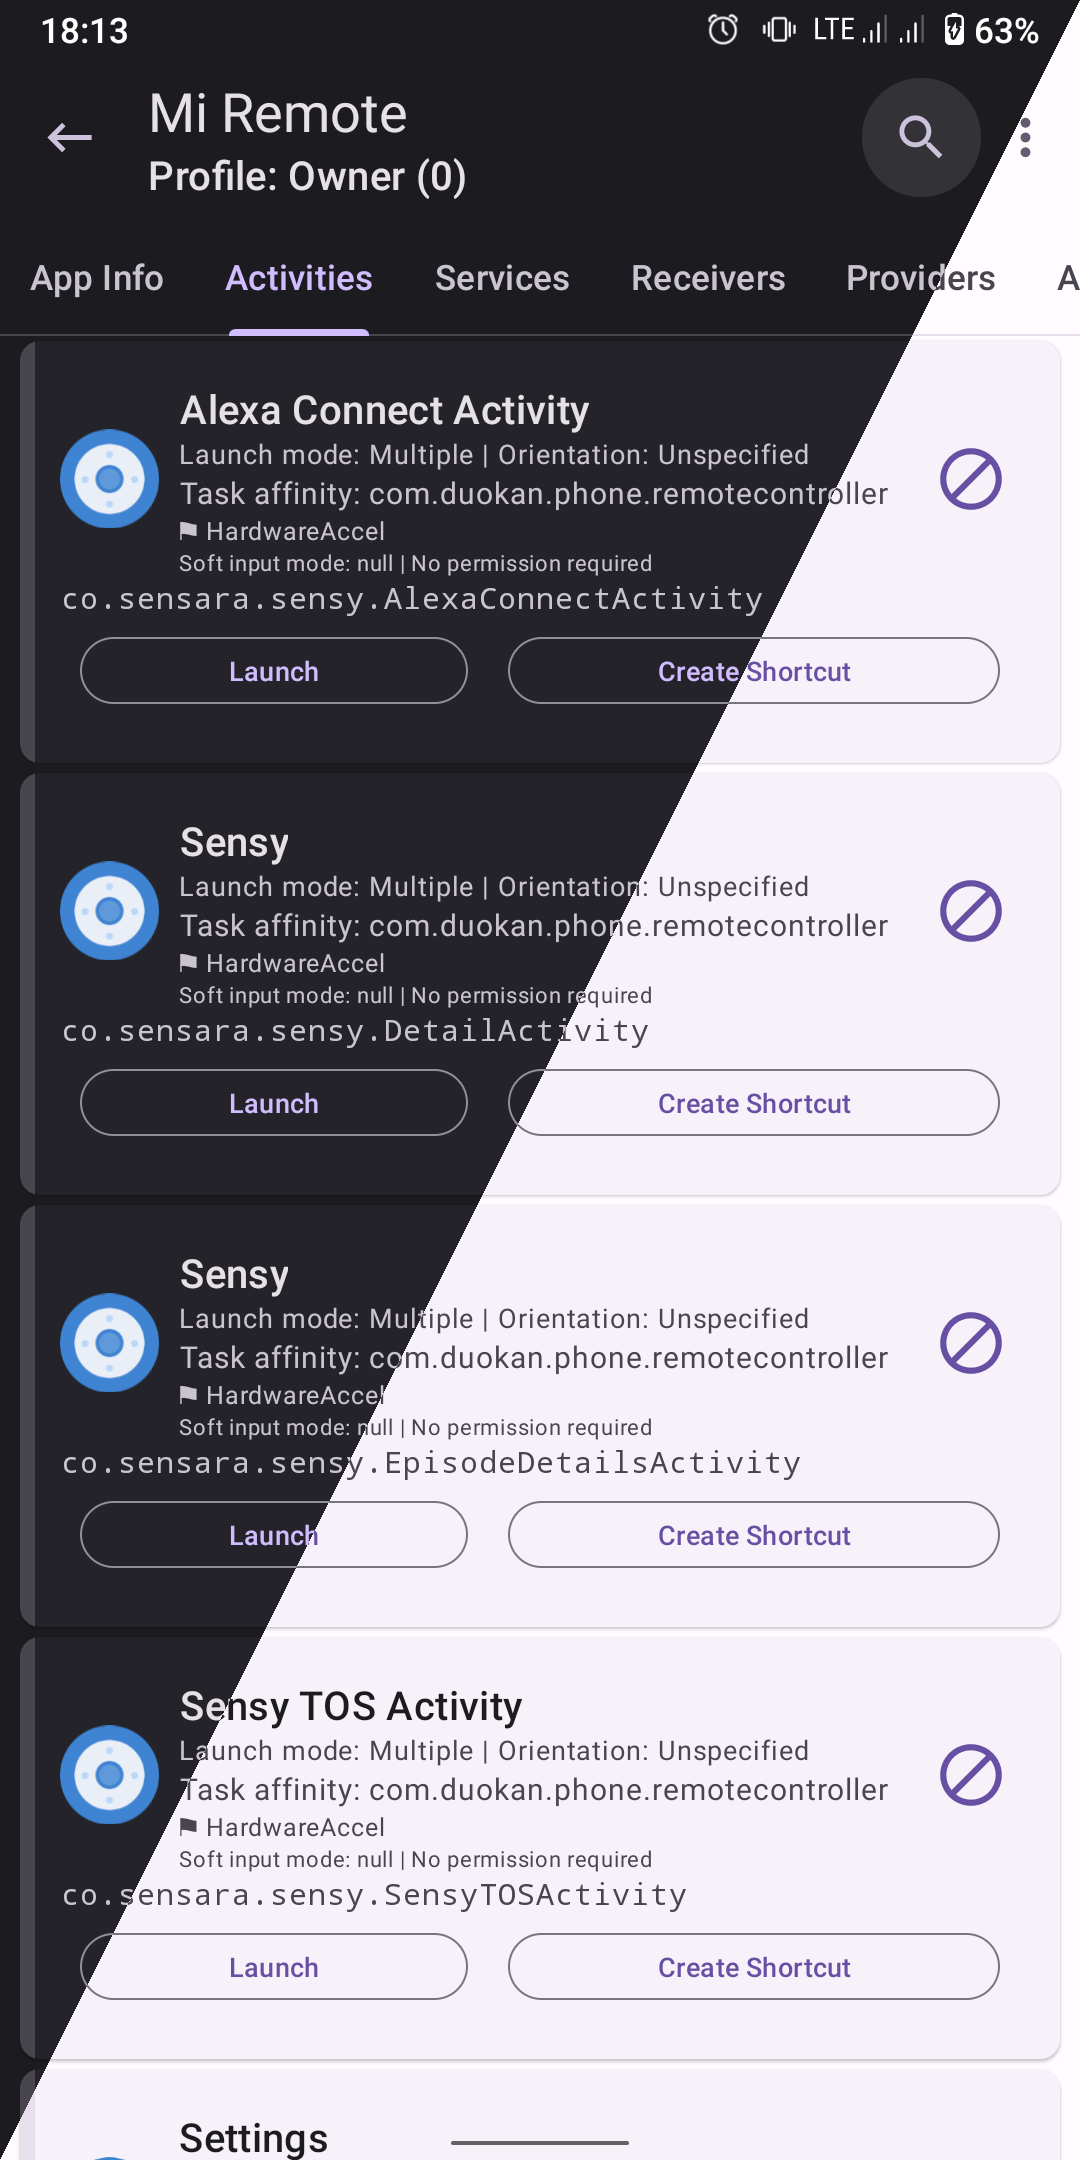 18:13 LTE 63%
Mi Remote
Profile: Owner (0)
App Info Activities Services Receivers Providers A
Alexa Connect Activity
Launch mode: Multiple | Orientation: Unspecified
Task affinity: com.duokan.phone.remotecontroller
HardwareAccel
Soft input mode: null | No permission required
co.sensara.sensy.AlexaConnectActivity
Launch Create Shortcut
Sensy
Launch mode: Multiple | Orientation: Unspecified
Task affinity: com.duokan.phone.remotecontroller
HardwareAccel
Soft input mode: null | No permission required
co.sensara.sensy.DetailActivity
Launch Create Shortcut
Sensy
Launch mode: Multiple | Orientation: Unspecified
Task affinity: com.duokan.phone.remotecontroller
HardwareAccel
Soft input mode: null | No permission required
co.sensara.sensy.EpisodeDetailsActivity
Launch Create Shortcut
Sensy TOS Activity
Launch mode: Multiple | Orientation: Unspecified
Task affinity: com.duokan.phone.remotecontroller
HardwareAccel
Soft input mode: null | No permission required
co.sensara.sensy.SensyTOSActivity
Launch Create Shortcut
Settings